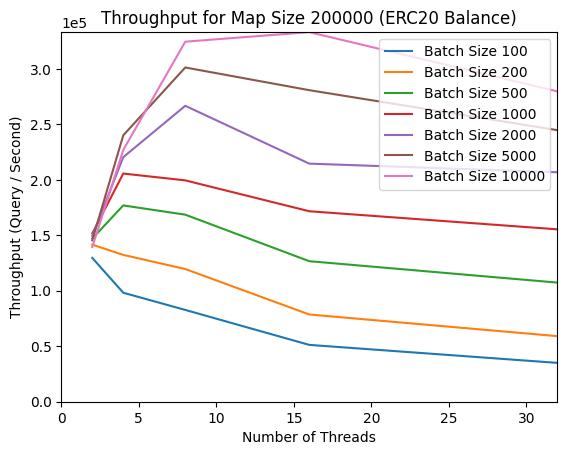 Throughput for Map Size 200000 (ERC20 Balance)
1e5
3.0
2.5
2.0
1.5
1.0
0.5
0.0
Throughput (Query / Second)
Batch Size 100
Batch Size 200
Batch Size 500
Batch Size 1000
Batch Size 2000
Batch Size 5000
Batch Size 10000
0 5 10 15 20 25 30
Number of Threads